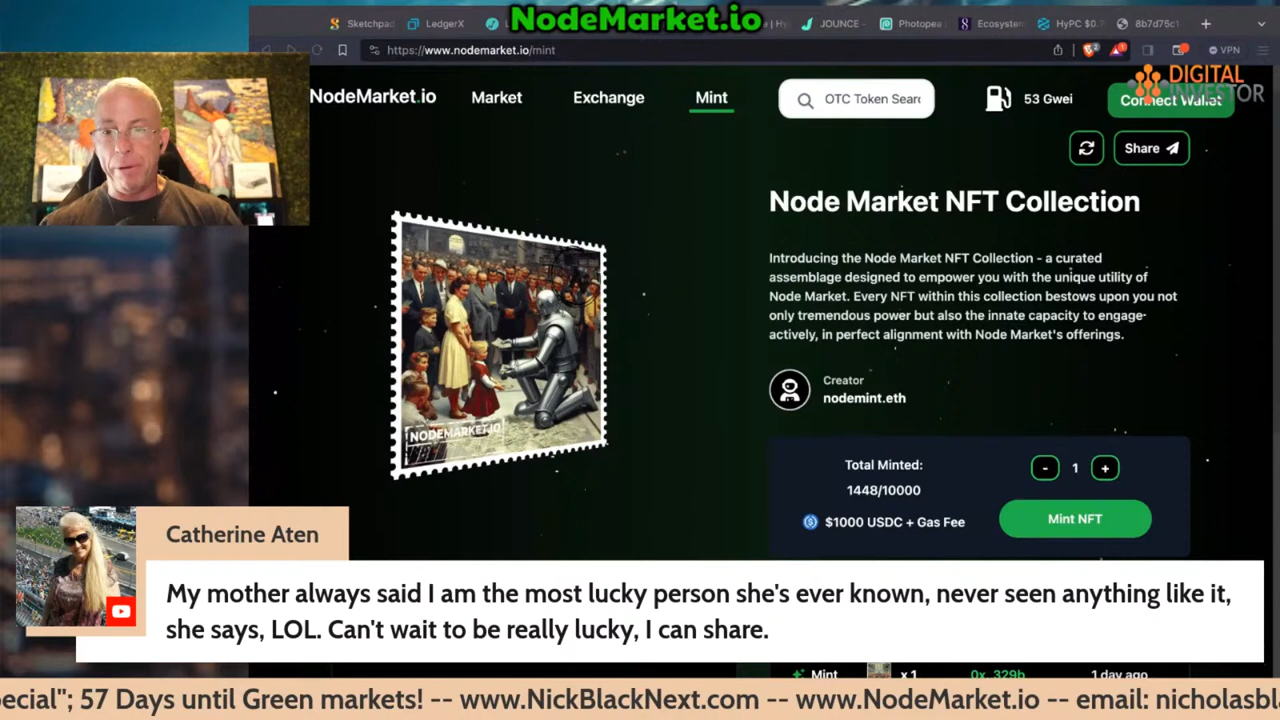 NodeMarket.io
Sketchpad
LedgerX
JOUNCE
Photopea
Ecosystem
HyPC $0.
8b7d75c1
https://www.nodemarket.io/mint
VPN
DIGITAL
INVESTOR
NodeMarket.io
Market
Exchange
Mint
OTC Token Searc
53 Gwei
Connect Wallet
Share
Node Market NFT Collection
Introducing the Node Market NFT Collection - a curated
assemblage designed to empower you with the unique utility of
Node Market. Every NFT within this collection bestows upon you not
only tremendous power but also the innate capacity to engage
actively, in perfect alignment with Node Market's offerings.
Creator
nodemint.eth
NODEMARKET.IO
Total Minted:
1448/10000
- 1 +
$1000 USDC + Gas Fee
Mint NFT
Catherine Aten
My mother always said I am the most lucky person she's ever known, never seen anything like it,
she says, LOL. Can't wait to be really lucky, I can share.
Mint
x 1
0x. 329b
1 day ago
pecial"; 57 Days until Green markets! -- www.NickBlackNext.com -- www.NodeMarket.io -- email: nicholasbl